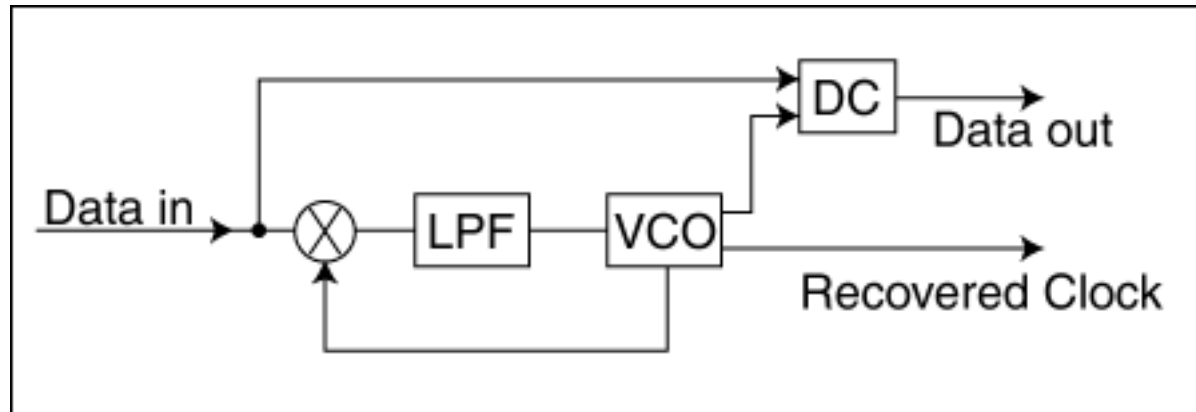 DC
Data out
Data in
LPF
VCO
Recovered Clock